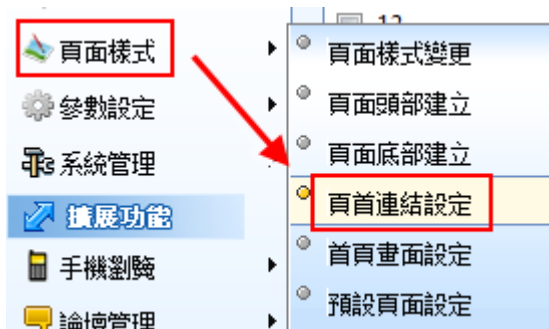 頁面樣式
參數設定
系統管理
擴展功能
手機劉覽
論壇管理
12
頁面樣式變更
頁面頭部建立
頁面底部建立
頁首連結設定
首頁畫面設定
預設頁面設定